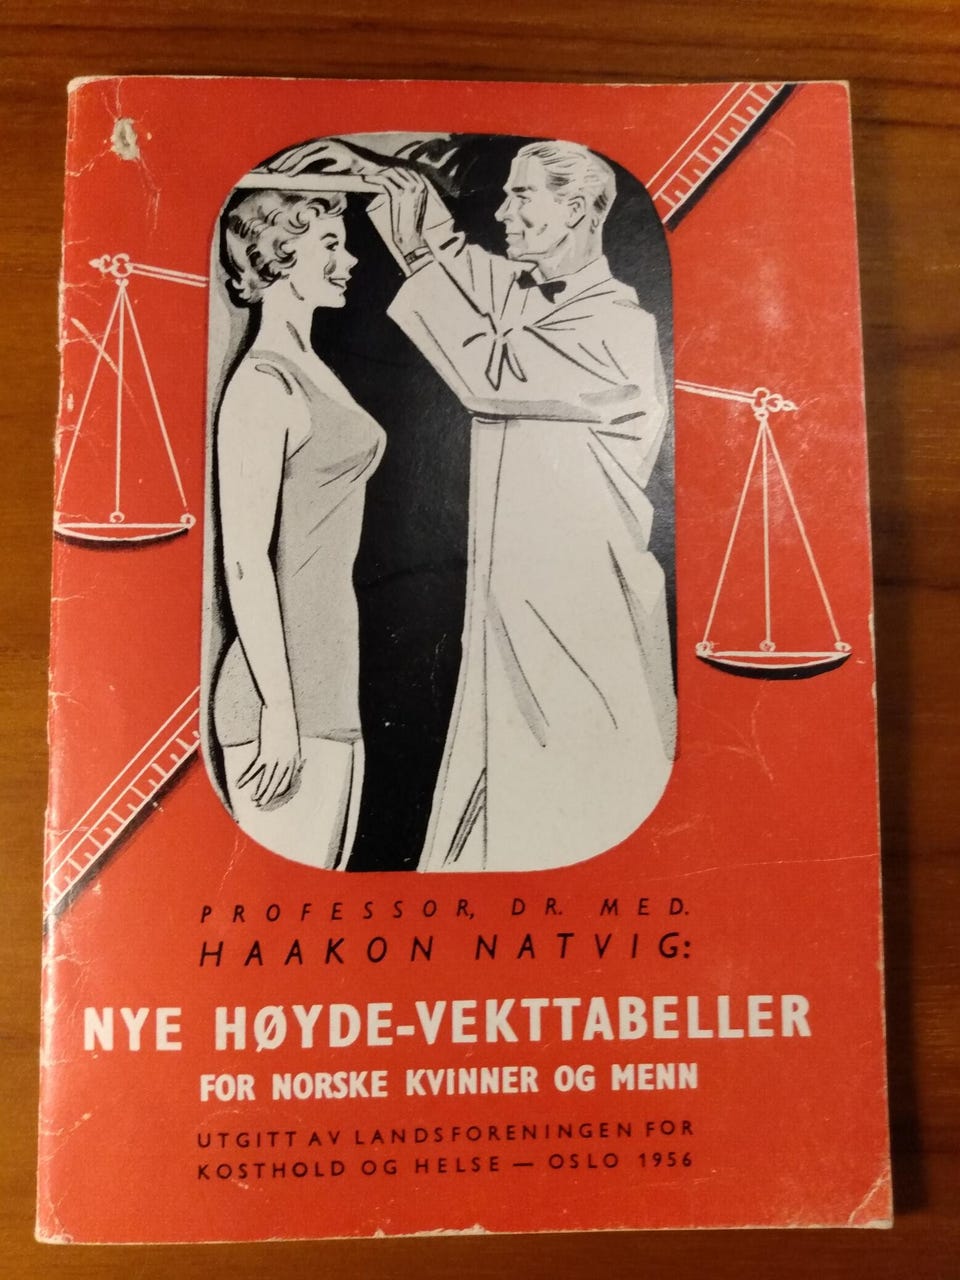 PROFESSOR, DR. MED.
HAAKON NATVIG:
NYE HØYDE-VEKTTABELLER
FOR NORSKE KVINNER OG MENN
UTGITT AV LANDSFORENINGEN FOR
KOSTHOLD OG HELSE — OSLO 1956